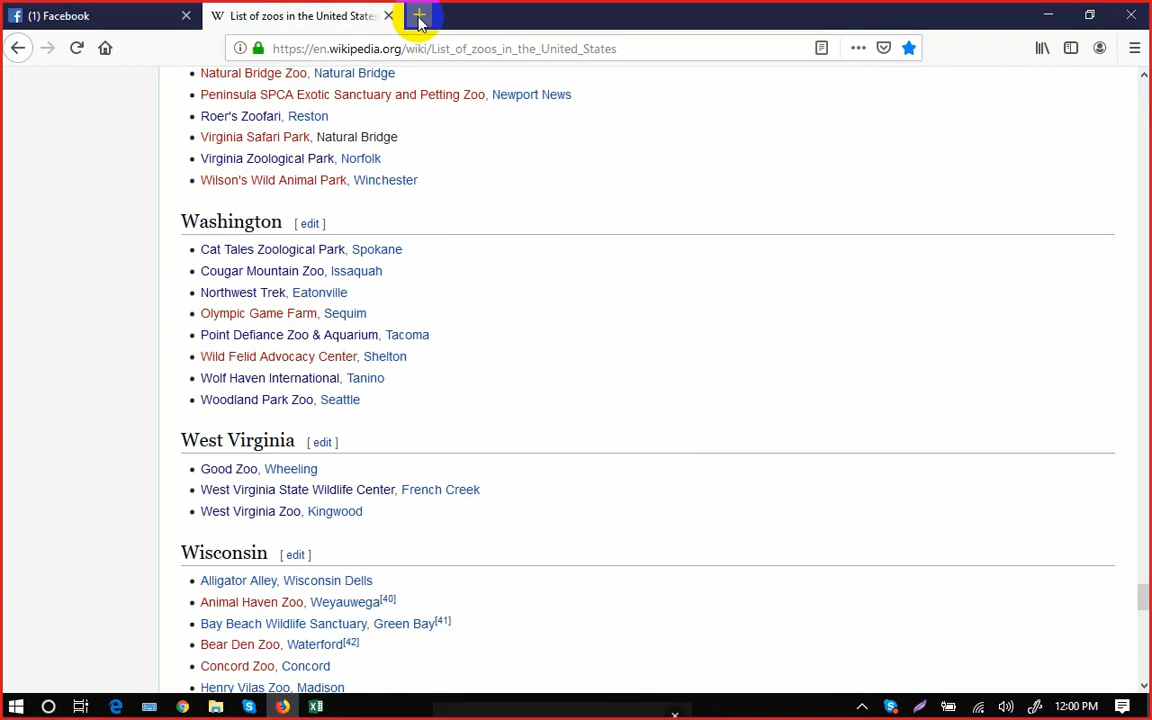 (1) Facebook
List of zoos in the United States
https://en.wikipedia.org/wiki/List_of_zoos_in_the_United_States
Natural Bridge Zoo, Natural Bridge
Peninsula SPCA Exotic Sanctuary and Petting Zoo, Newport News
Roer's Zoofari, Reston
Virginia Safari Park, Natural Bridge
Virginia Zoological Park, Norfolk
Wilson's Wild Animal Park, Winchester
Washington [ edit ]
Cat Tales Zoological Park, Spokane
Cougar Mountain Zoo, Issaquah
Northwest Trek, Eatonville
Olympic Game Farm, Sequim
Point Defiance Zoo & Aquarium, Tacoma
Wild Felid Advocacy Center, Shelton
Wolf Haven International, Tanino
Woodland Park Zoo, Seattle
West Virginia [ edit ]
Good Zoo, Wheeling
West Virginia State Wildlife Center, French Creek
West Virginia Zoo, Kingwood
Wisconsin [ edit ]
Alligator Alley, Wisconsin Dells
Animal Haven Zoo, Weyauwega[40]
Bay Beach Wildlife Sanctuary, Green Bay[41]
Bear Den Zoo, Waterford[42]
Concord Zoo, Concord
Henry Vilas Zoo, Madison
12:00 PM